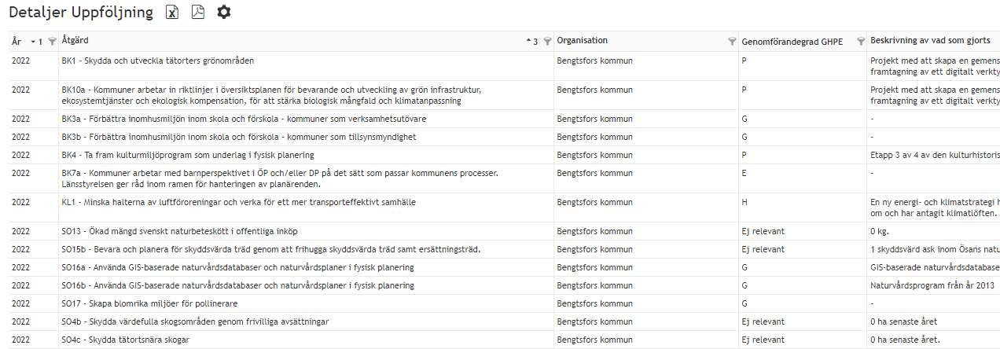 Detaljer Uppföljning
År 1 Åtgärd 3 Organisation Genomförandegrad GHPE Beskrivning av vad som gjorts
2022 BK1 - Skydda och utveckla tätorters grönområden Bengtsfors kommun P Projekt med att skapa en gemens
framtagning av ett digitalt verkty
2022 BK10a - Kommuner arbetar in riktlinjer i översiktsplanen för bevarande och utveckling av grön infrastruktur, Bengtsfors kommun P Projekt med att skapa en gemens
ekosystemtjänster och ekologisk kompensation, för att stärka biologisk mångfald och klimatanpassning framtagning av ett digitalt verkty
2022 BK3a - Förbättra inomhusmiljön inom skola och förskola - kommuner som verksamhetsutövare Bengtsfors kommun G -
2022 BK3b - Förbättra inomhusmiljön inom skola och förskola - kommuner som tillsynsmyndighet Bengtsfors kommun G -
2022 BK4 - Ta fram kulturmiljöprogram som underlag i fysisk planering Bengtsfors kommun P Etapp 3 av 4 av den kulturhistoris
2022 BK7a - Kommuner arbetar med barnperspektivet i ÖP och/eller DP på det sätt som passar kommunens processer. Bengtsfors kommun E -
Länsstyrelsen ger råd inom ramen för hanteringen av planärenden.
2022 KL1 - Minska halterna av luftföroreningar och verka för ett mer transporteffektivt samhälle Bengtsfors kommun H En ny energi- och klimatstrategi h
om och har antagit klimatlöften.
2022 SO13 - Ökad mängd svenskt naturbeteskött i offentliga inköp Bengtsfors kommun Ej relevant 0 kg.
2022 SO15b - Bevara och planera för skyddsvärda träd genom att frihugga skyddsvärda träd samt ersättningsträd. Bengtsfors kommun Ej relevant 1 skyddsvärd ask inom Ösans natu
2022 SO16a - Använda GIS-baserade naturvårdsdatabaser och naturvårdsplaner i fysisk planering Bengtsfors kommun G GIS-baserade naturvårdsdatabase
2022 SO16b - Använda GIS-baserade naturvårdsdatabaser och naturvårdsplaner i fysisk planering Bengtsfors kommun G Naturvårdsprogram från år 2013
2022 SO17 - Skapa blomrika miljöer för pollinerare Bengtsfors kommun G -
2022 SO4b - Skydda värdefulla skogsområden genom frivilliga avsättningar Bengtsfors kommun Ej relevant 0 ha senaste året
2022 SO4c - Skydda tätortsnära skogar Bengtsfors kommun Ej relevant 0 ha senaste året.